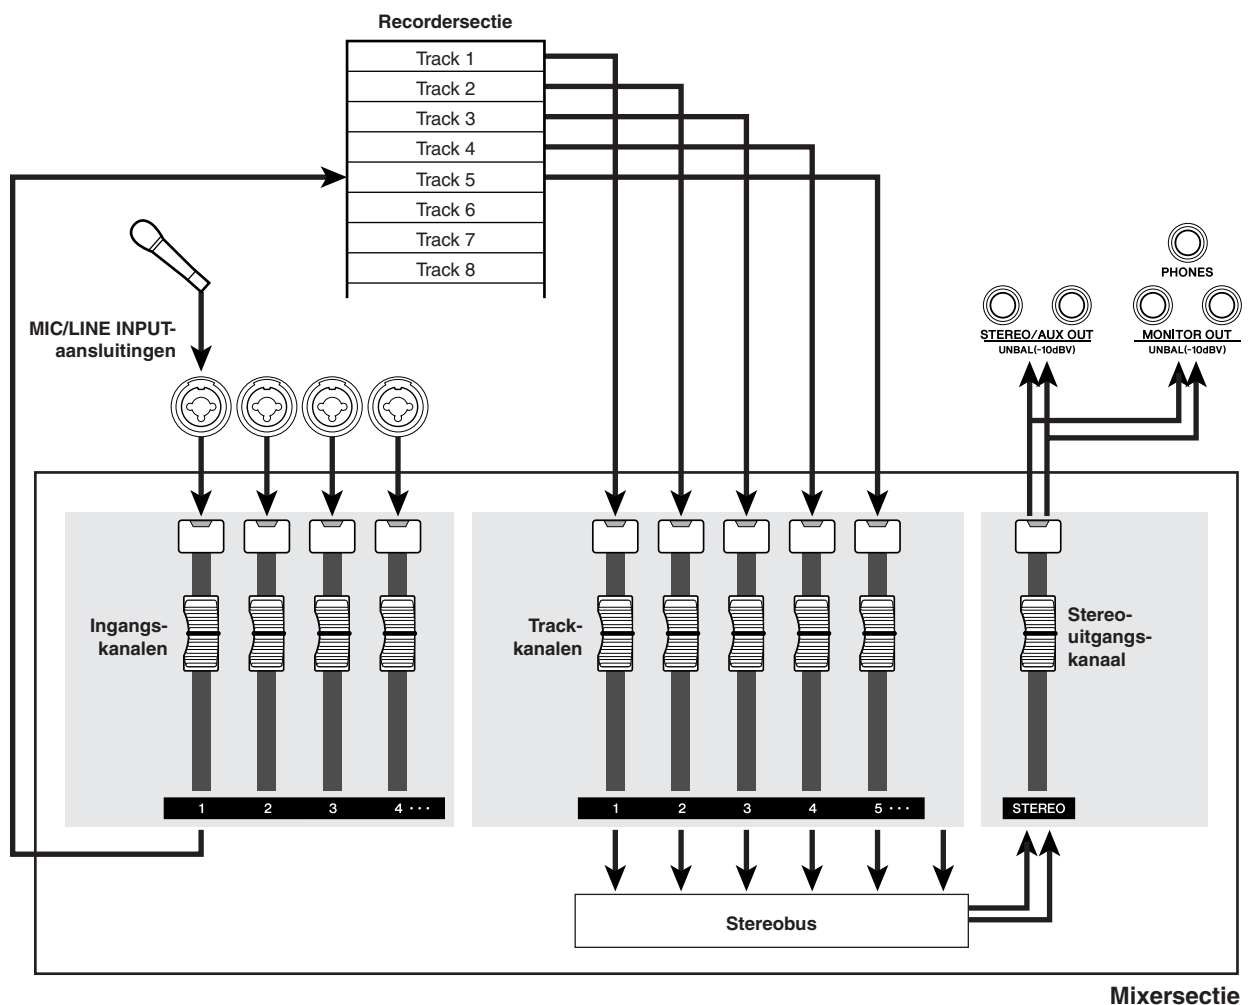 Recordersectie
Track 1
Track 2
Track 3
Track 4
Track 5
Track 6
Track 7
Track 8
PHONES
STEREO/AUX OUT
UNBAL(-10dBV)
MONITOR OUT
UNBAL(-10dBV)
MIC/LINE INPUT-
aansluitingen
Ingangs-
kanalen
1 2 3 4 ···
Track-
kanalen
1 2 3 4 5 ···
Stereo-
uitgangs-
kanaal
STEREO
Stereobus
Mixersectie